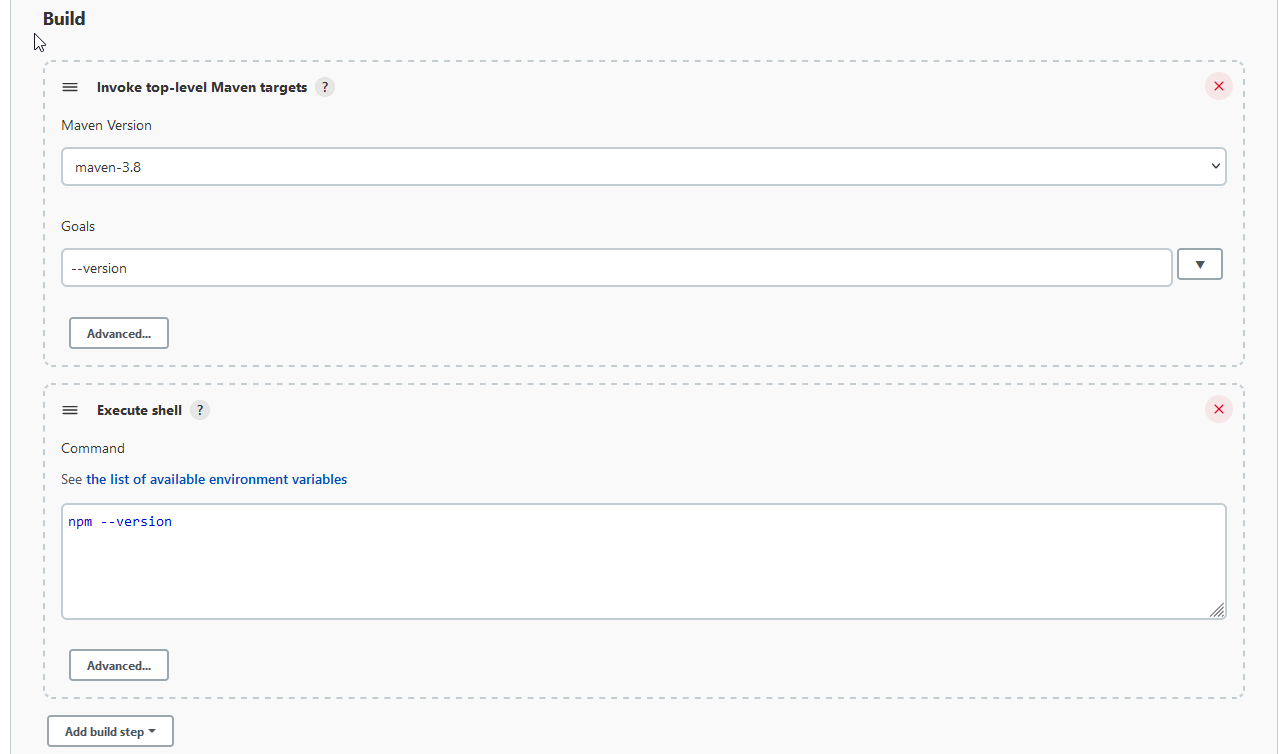 Build
Invoke top-level Maven targets ?
Maven Version
maven-3.8
Goals
--version
Advanced...
Execute shell ?
Command
See the list of available environment variables
npm --version
Advanced...
Add build step